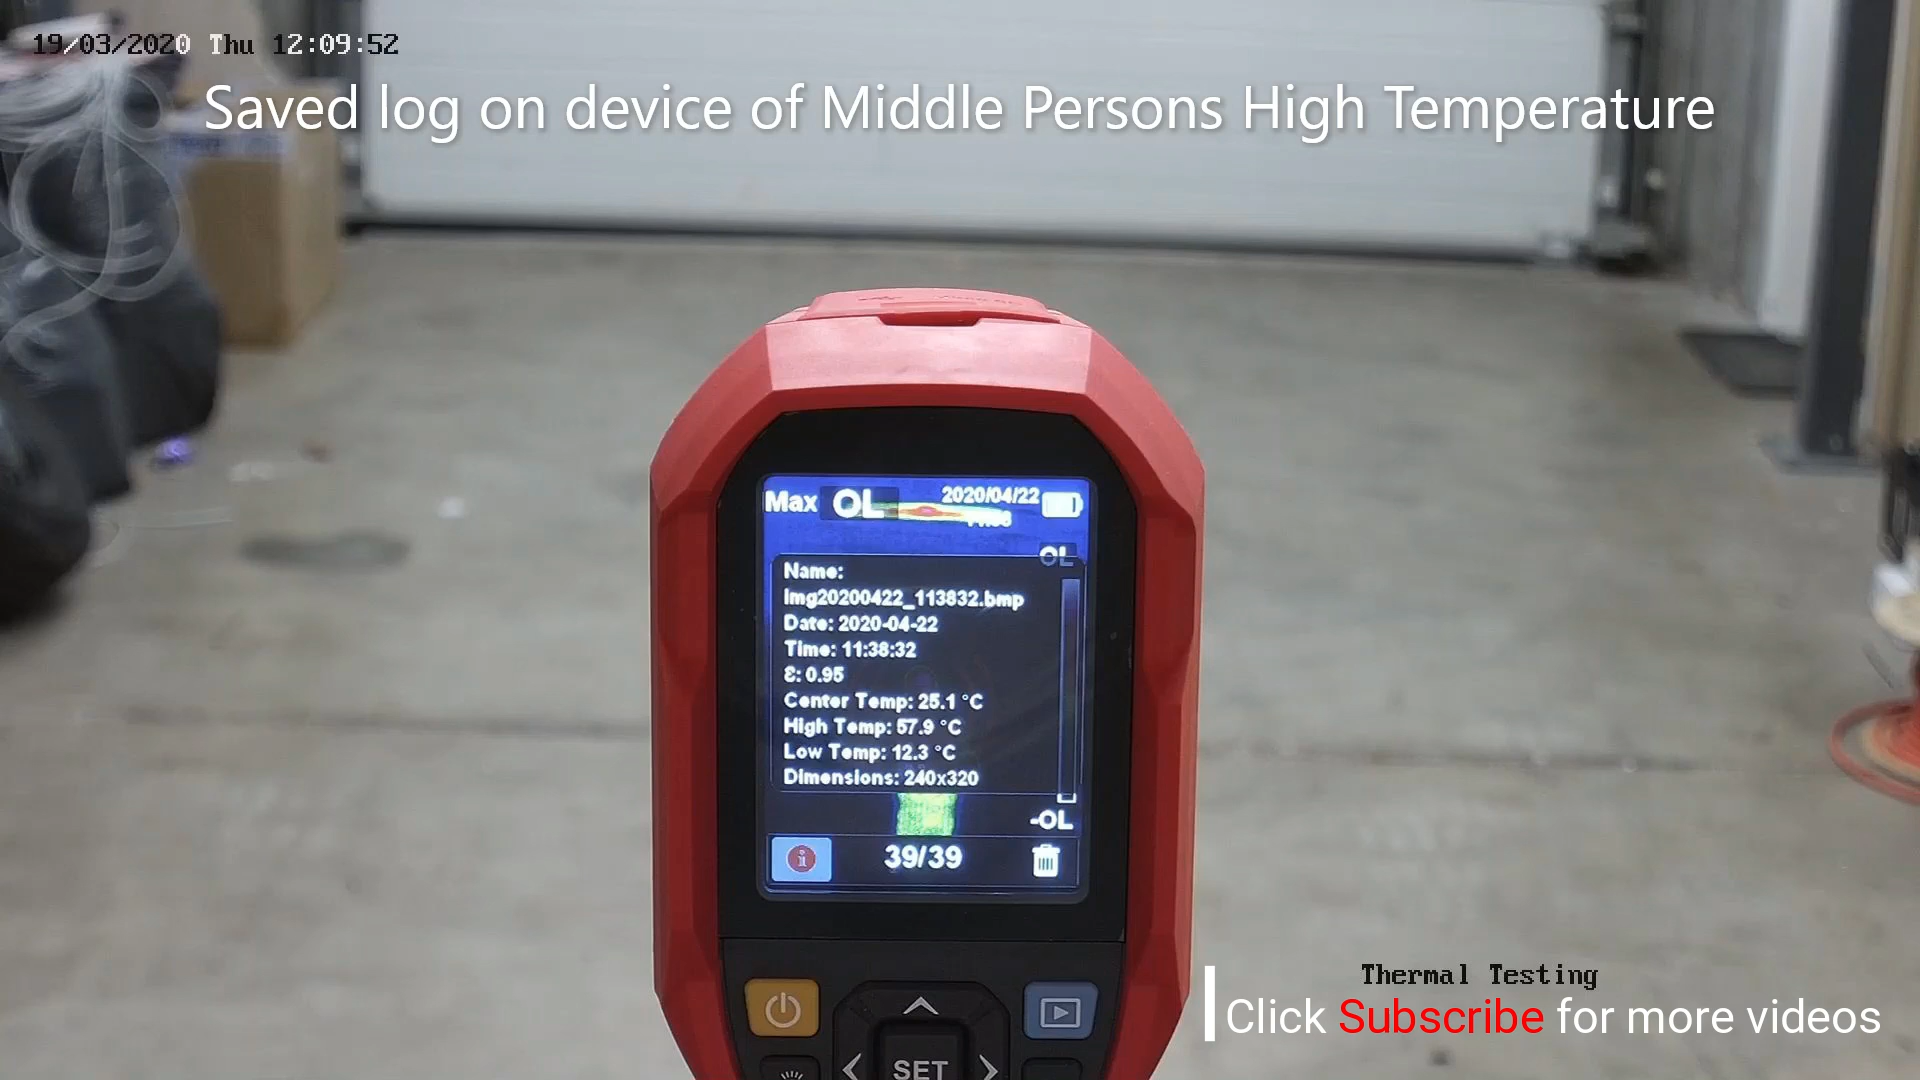 19/03/2020 Thu 12:09:52
Saved log on device of Middle Persons High Temperature
Max OL 2020/04/22
OL
Name:
Img20200422_113832.bmp
Date: 2020-04-22
Time: 11:38:32
Ɛ: 0.95
Center Temp: 25.1 °C
High Temp: 57.9 °C
Low Temp: 12.3 °C
Dimensions: 240x320
-OL
i 39/39
SET
Thermal Testing
Click Subscribe for more videos